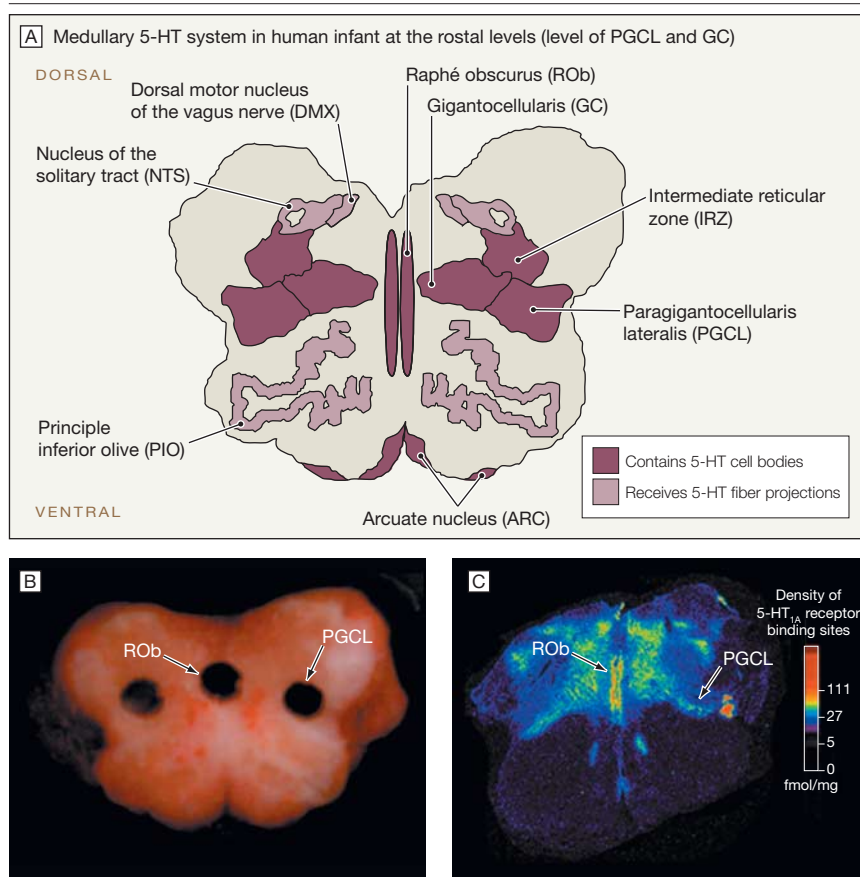 A Medullary 5-HT system in human infant at the rostal levels (level of PGCL and GC)
DORSAL
Raphé obscurus (ROb)
Dorsal motor nucleus
of the vagus nerve (DMX)
Gigantocellularis (GC)
Nucleus of the
solitary tract (NTS)
Intermediate reticular
zone (IRZ)
Paragigantocellularis
lateralis (PGCL)
Principle
inferior olive (PIO)
Contains 5-HT cell bodies
Receives 5-HT fiber projections
VENTRAL
Arcuate nucleus (ARC)
B
ROb
PGCL
C
Density of
5-HT1A receptor
binding sites
ROb
PGCL
111
27
5
0
fmol/mg